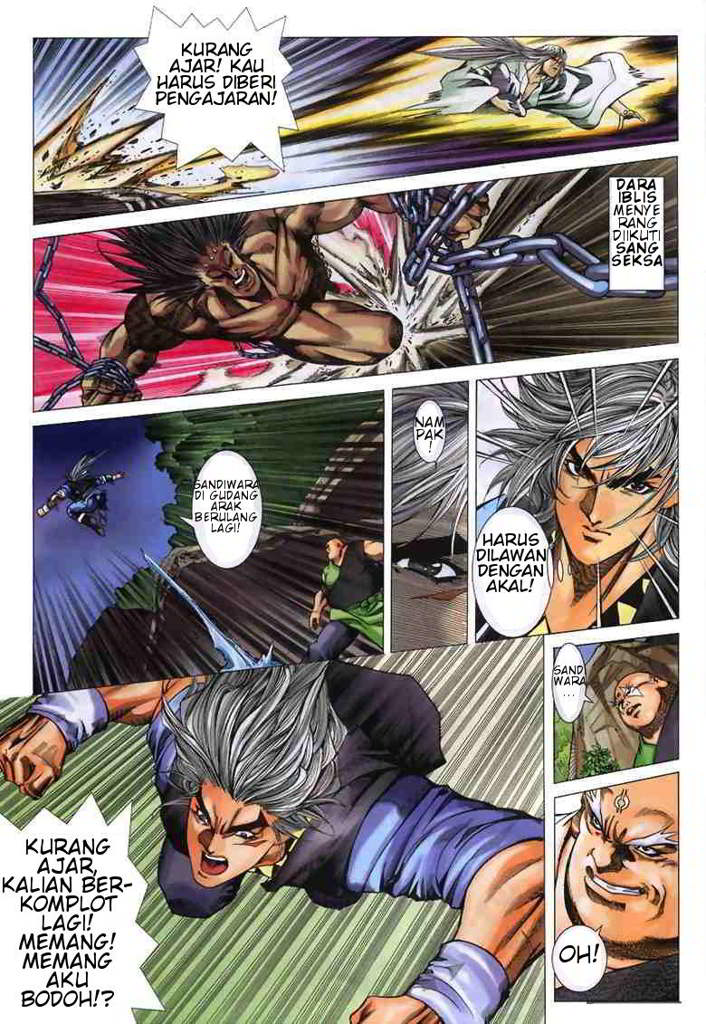 KURANG
AJAR! KAU
HARUS DIBERI
PENGAJARAN!
DARA
IBLIS
MENYE
RANG
DIIKUTI
SANG
SEKSA
SANDIWARA
DI GUDANG
ARAK
BERULANG
LAGI!
NAM
PAK!
HARUS
DILAWAN
DENGAN
AKAL!
SANDI
WARA
...
KURANG
AJAR,
KALIAN BER-
KOMPLOT
LAGI!
MEMANG!
MEMANG
AKU
BODOH!?
OH!